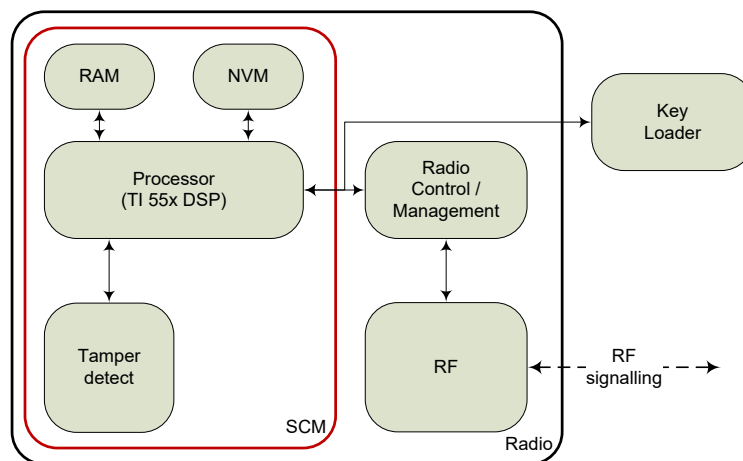 RAM
NVM
Key
Loader
Processor
(TI 55x DSP)
Radio
Control /
Management
Tamper
detect
RF
RF
signalling
SCM
Radio